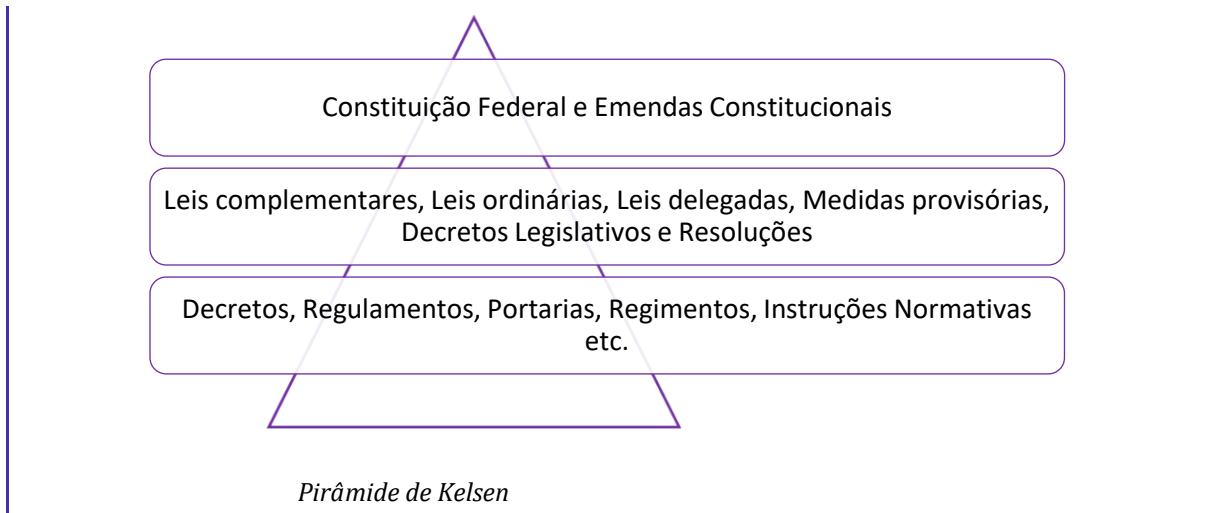 Constituição Federal e Emendas Constitucionais
Leis complementares, Leis ordinárias, Leis delegadas, Medidas provisórias,
Decretos Legislativos e Resoluções
Decretos, Regulamentos, Portarias, Regimentos, Instruções Normativas
etc.
Pirâmide de Kelsen